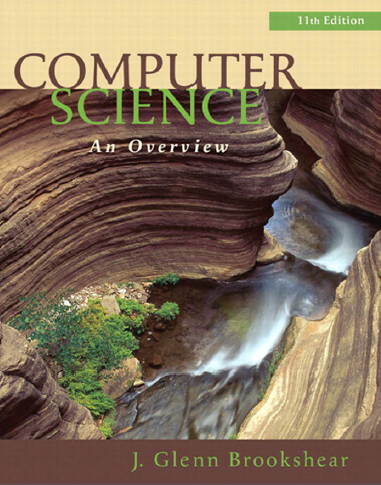 11th Edition
COMPUTER
SCIENCE
An Overview
J. Glenn Brookshear